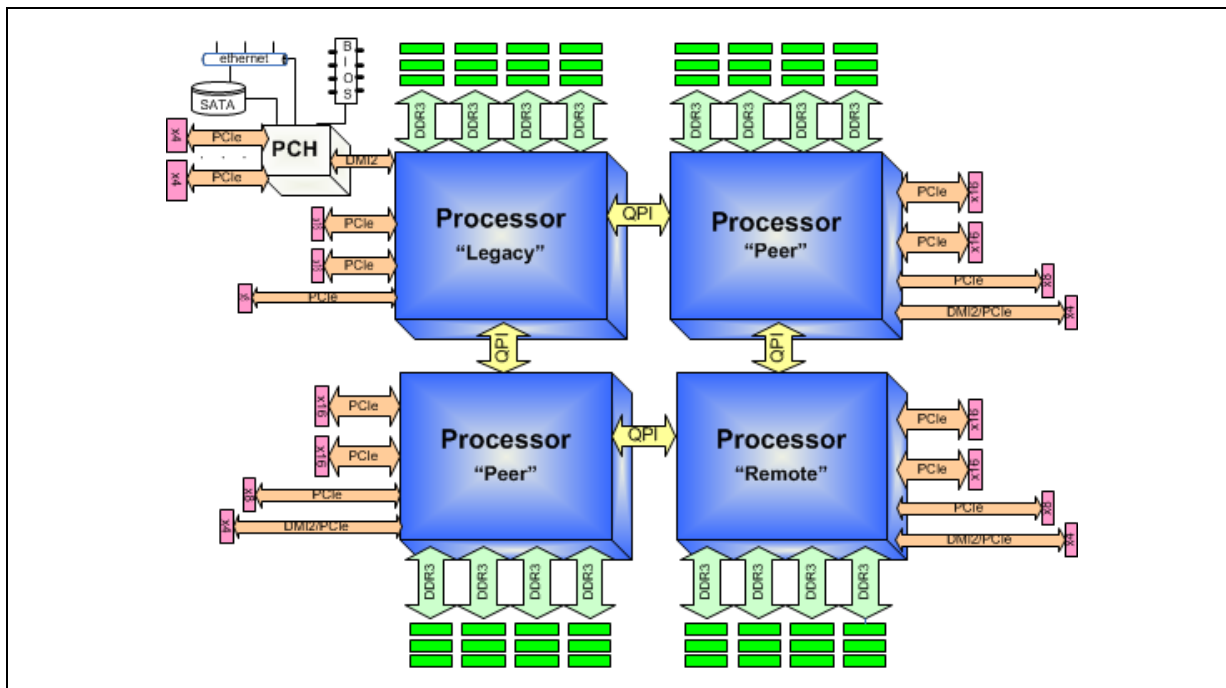 ethernet
BIOS
SATA
x4
PCIe
PCH
. . .
x4
PCIe
DMI2
DDR3
DDR3
DDR3
DDR3
DDR3
DDR3
DDR3
DDR3
Processor
“Legacy”
QPI
Processor
“Peer”
PCIe
PCIe
PCIe
PCIe
x16
PCIe
x16
PCIe
x8
DMI2/PCIe
x4
QPI
QPI
x16
PCIe
x16
PCIe
x8
PCIe
x4
DMI2/PCIe
Processor
“Peer”
QPI
Processor
“Remote”
PCIe
x16
PCIe
x16
PCIe
x8
DMI2/PCIe
x4
DDR3
DDR3
DDR3
DDR3
DDR3
DDR3
DDR3
DDR3